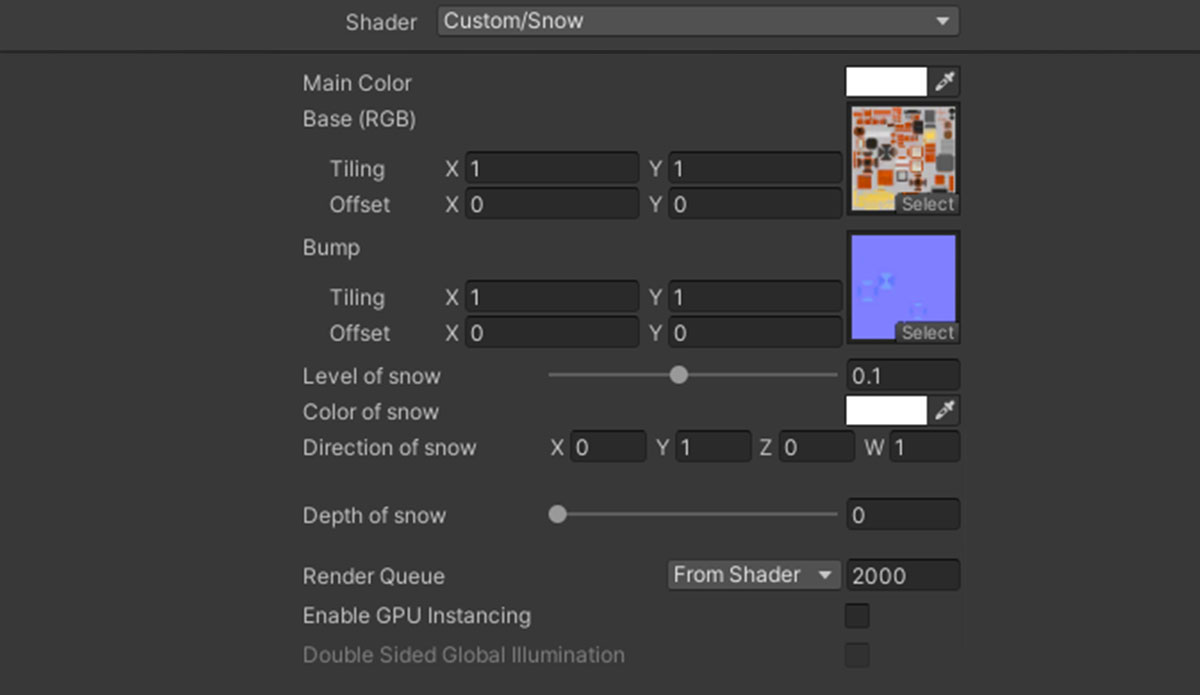 Shader Custom/Snow
Main Color
Base (RGB)
Tiling X 1 Y 1
Offset X 0 Y 0
Select
Bump
Tiling X 1 Y 1
Offset X 0 Y 0
Select
Level of snow 0.1
Color of snow
Direction of snow X 0 Y 1 Z 0 W 1
Depth of snow 0
Render Queue From Shader 2000
Enable GPU Instancing
Double Sided Global Illumination